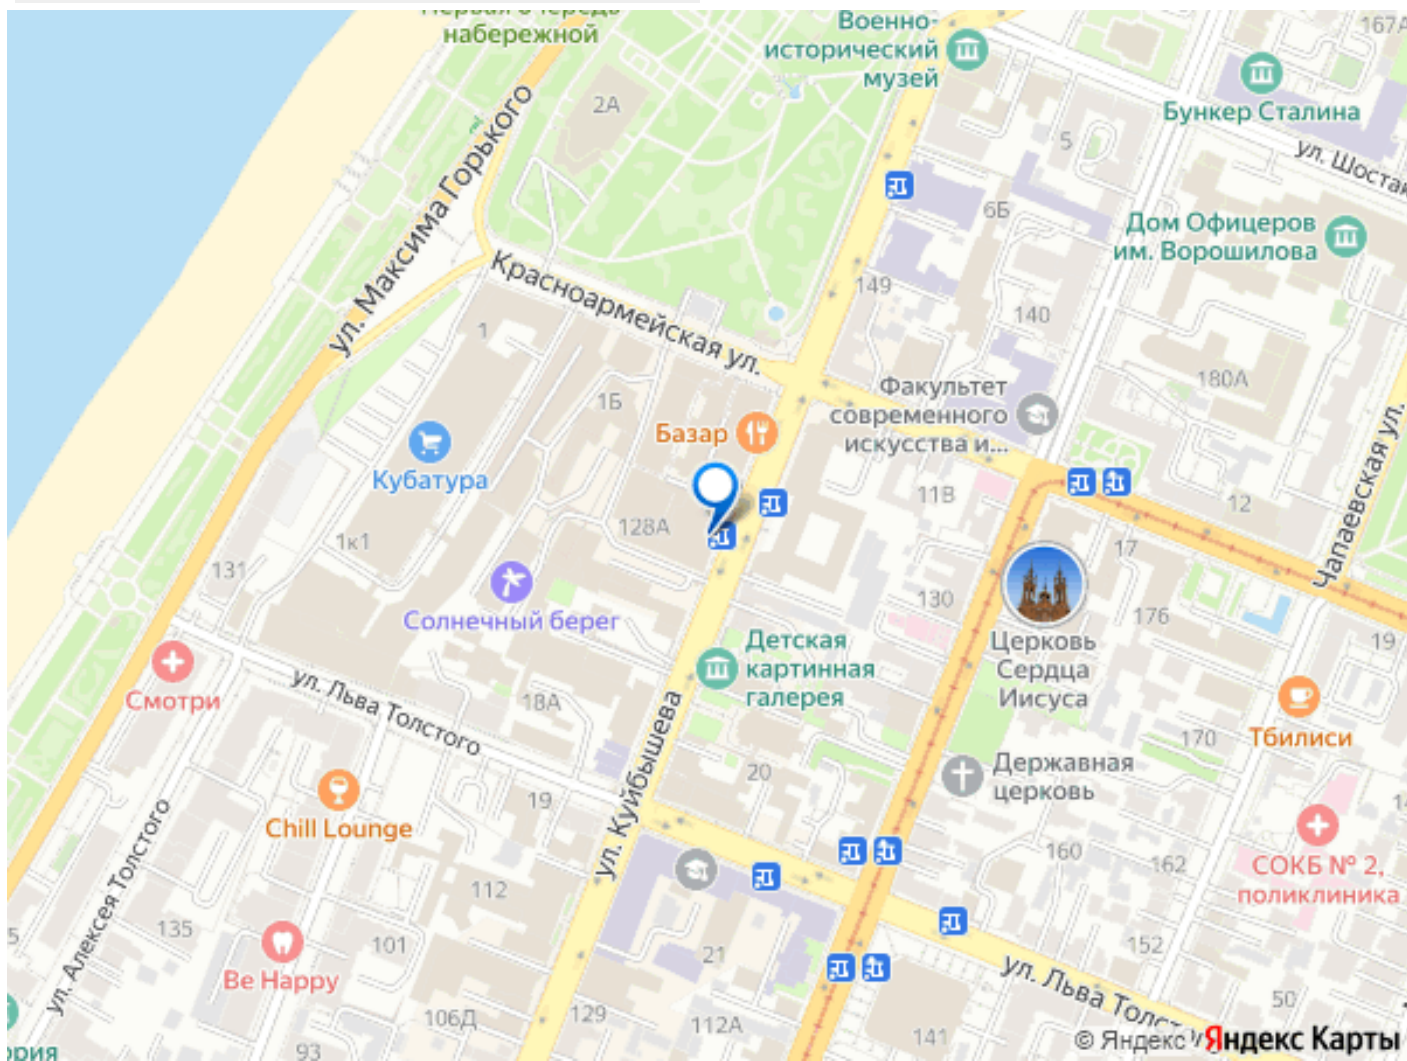 Первая очередь
набережной
Военно-
исторический
музей
167А
Бункер Сталина
2А
5
ул. Шостак
ул. Максима Горького
6Б
Дом Офицеров
им. Ворошилова
Красноармейская ул.
149
140
1
180А
Факультет
современного
искусства и...
1Б
Базар
Кубатура
Чапаевская ул.
11В
12
128А
1к1
17
131
Солнечный берег
130
176
Детская
картинная
галерея
Церковь
Сердца
Иисуса
19
Смотри
ул. Льва Толстого
18А
ул. Куйбышева
Тбилиси
170
Державная
церковь
20
19
Chill Lounge
ул. Алексея Толстого
160
162
СОКБ № 2,
поликлиника
112
135
101
21
152
Be Happy
ул. Льва Толст
50
106Д
129
112А
141
93
рия
© Яндекс Яндекс Карты